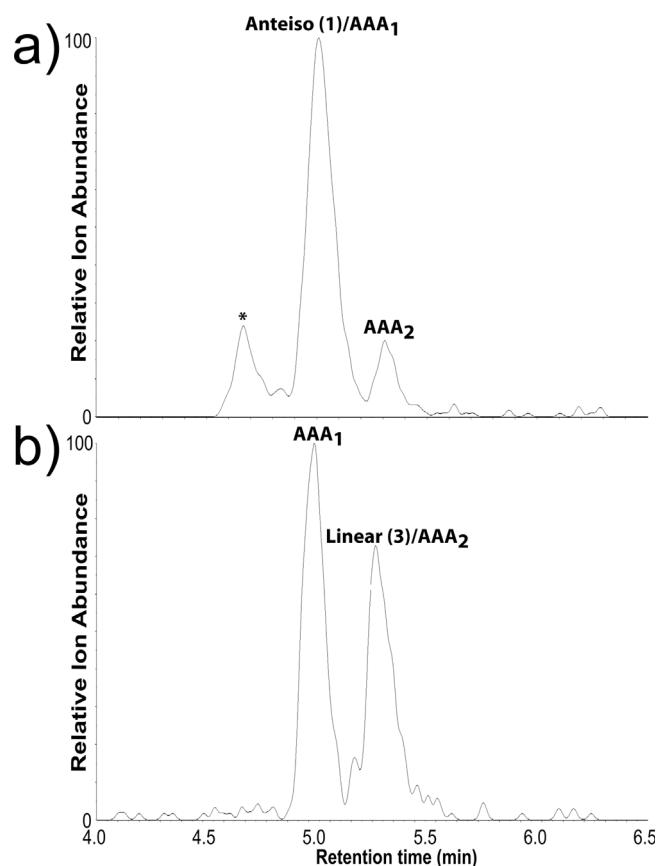 a)
Anteiso (1)/AAA1
100
Relative Ion Abundance
*
AAA2
0
b)
AAA1
100
Linear (3)/AAA2
Relative Ion Abundance
0
4.0 4.5 5.0 5.5 6.0 6.5
Retention time (min)